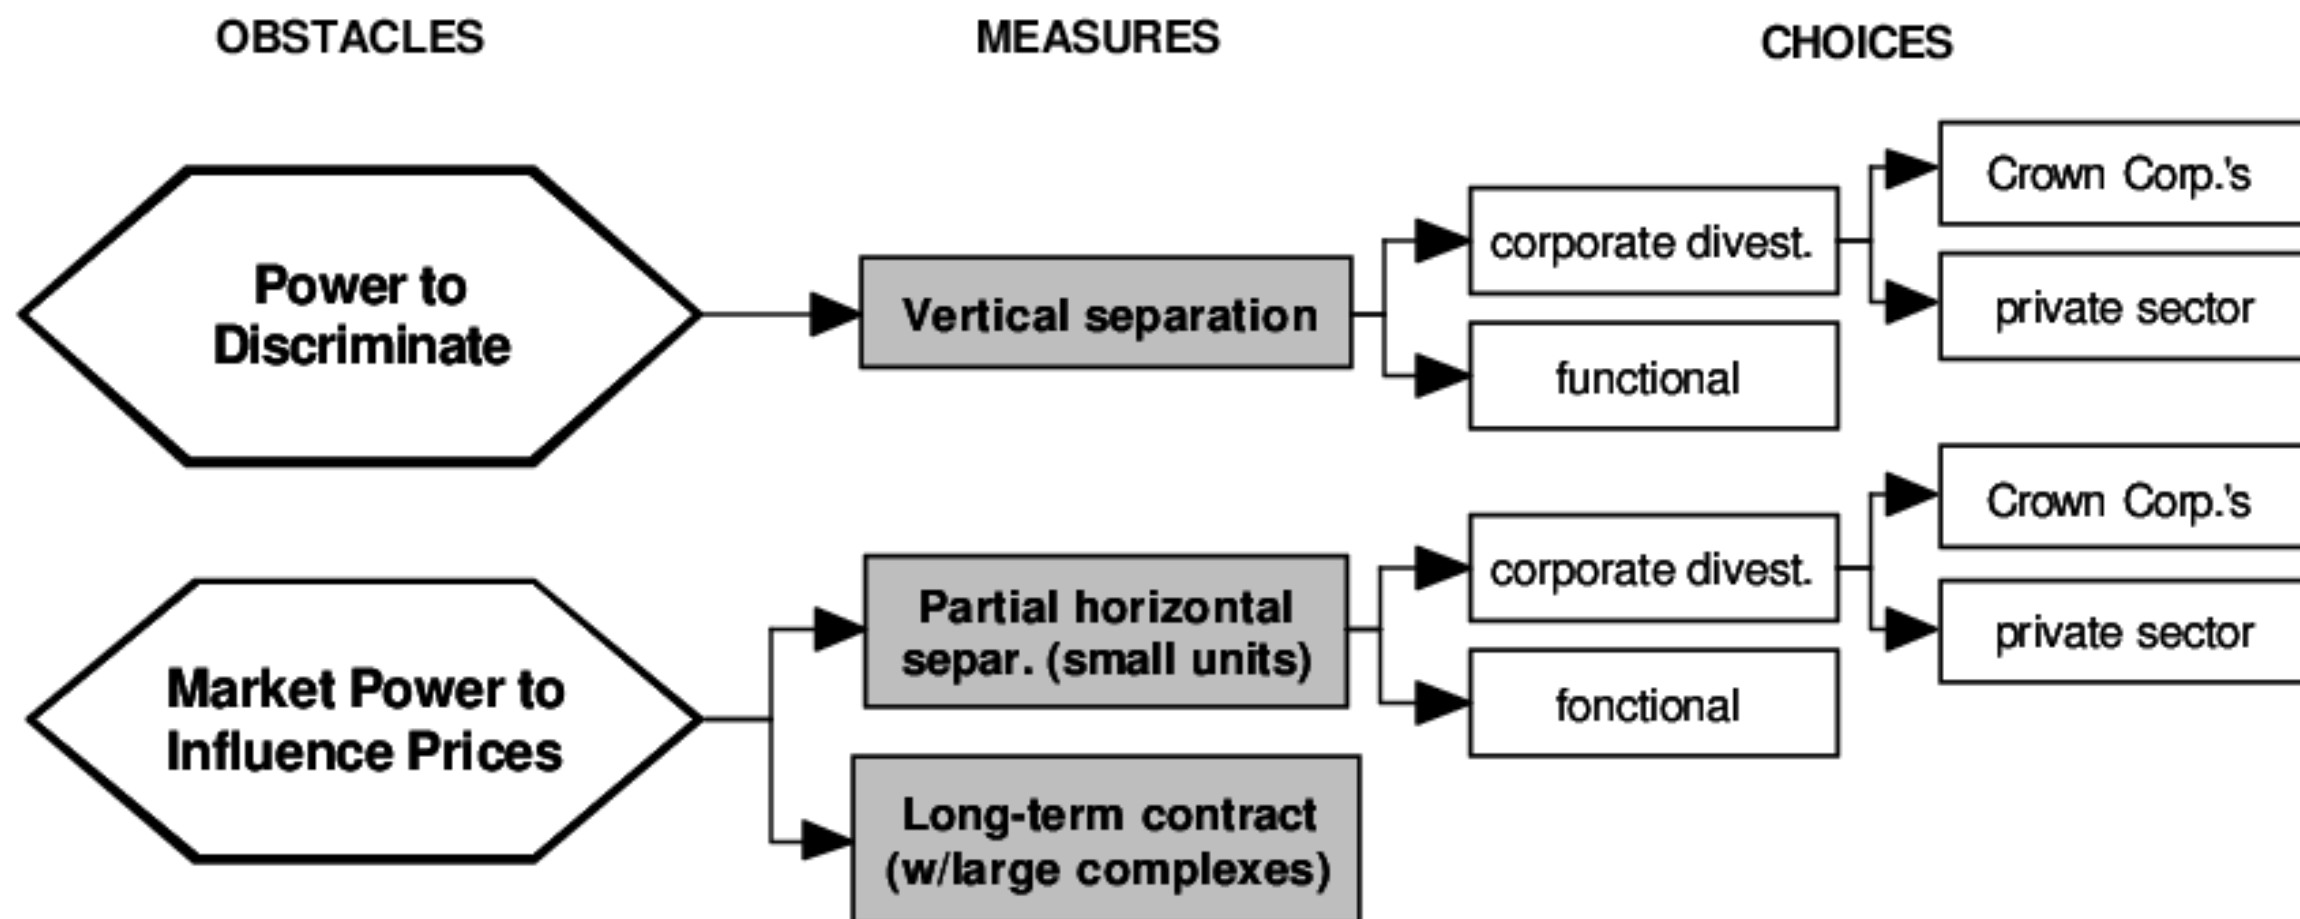 OBSTACLES
MEASURES
CHOICES
Power to
Discriminate
Vertical separation
corporate divest.
functional
Crown Corp.'s
private sector
Market Power to
Influence Prices
Partial horizontal
separ. (small units)
Long-term contract
(w/large complexes)
corporate divest.
fonctional
Crown Corp.'s
private sector